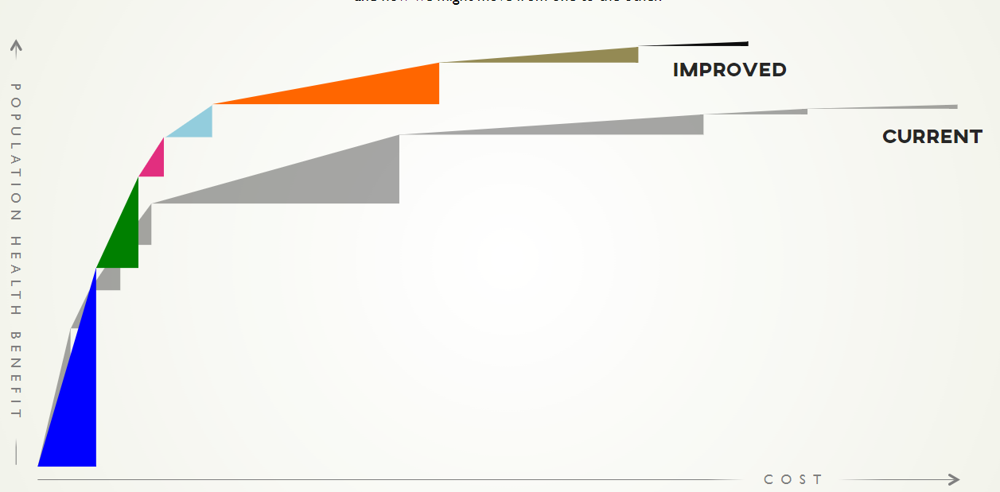 IMPROVED
CURRENT
POPULATION HEALTH BENEFIT
COST